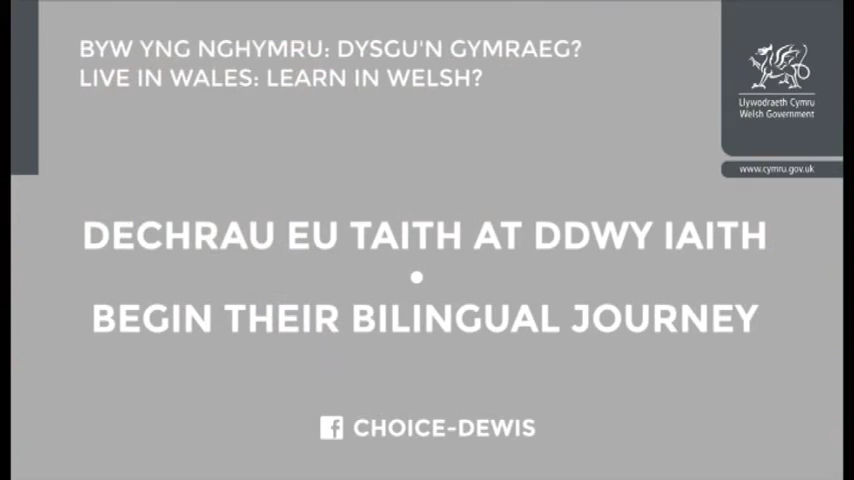 BYW YNG NGHYMRU: DYSGU'N GYMRAEG?
LIVE IN WALES: LEARN IN WELSH?
Llywodraeth Cymru
Welsh Government
www.cymru.gov.uk
DECHRAU EU TAITH AT DDWY IAITH
•
BEGIN THEIR BILINGUAL JOURNEY
CHOICE-DEWIS